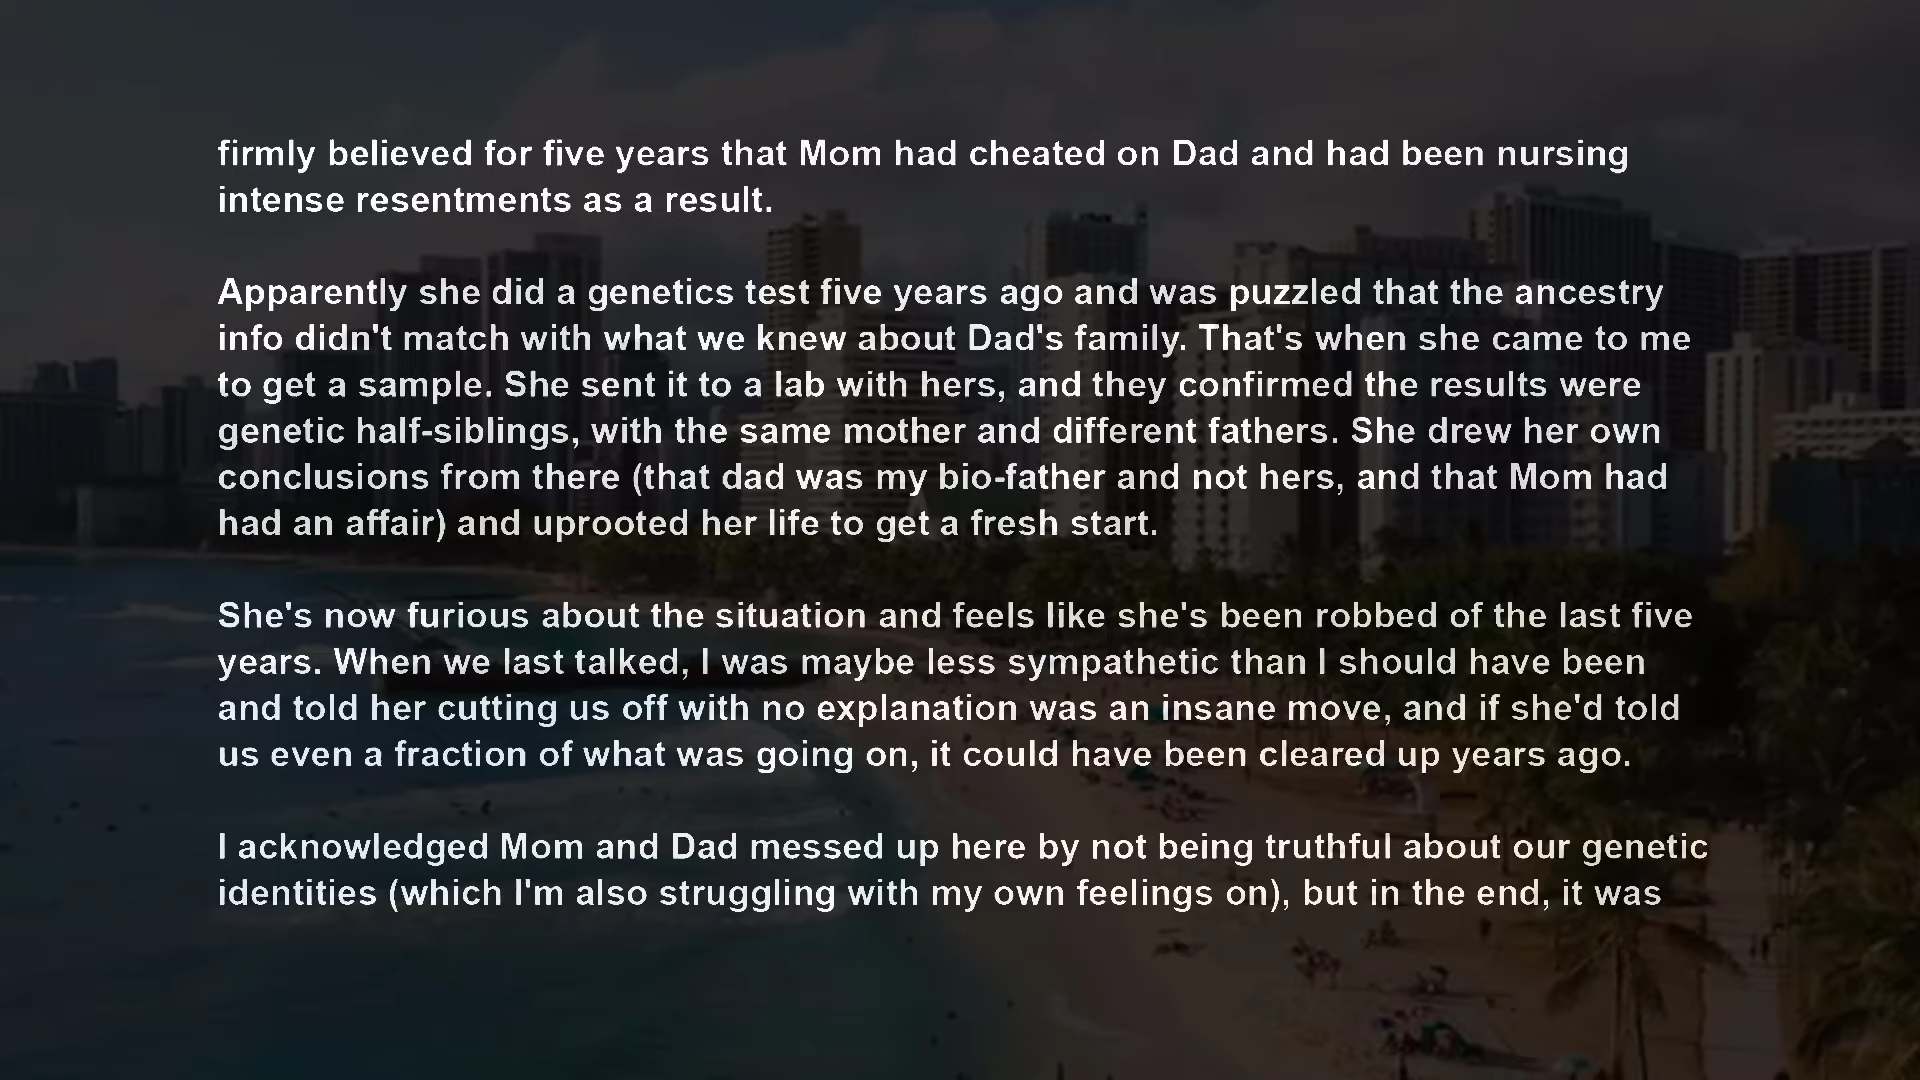 firmly believed for five years that Mom had cheated on Dad and had been nursing
intense resentments as a result.
Apparently she did a genetics test five years ago and was puzzled that the ancestry
info didn't match with what we knew about Dad's family. That's when she came to me
to get a sample. She sent it to a lab with hers, and they confirmed the results were
genetic half-siblings, with the same mother and different fathers. She drew her own
conclusions from there (that dad was my bio-father and not hers, and that Mom had
had an affair) and uprooted her life to get a fresh start.
She's now furious about the situation and feels like she's been robbed of the last five
years. When we last talked, I was maybe less sympathetic than I should have been
and told her cutting us off with no explanation was an insane move, and if she'd told
us even a fraction of what was going on, it could have been cleared up years ago.
I acknowledged Mom and Dad messed up here by not being truthful about our genetic
identities (which I'm also struggling with my own feelings on), but in the end, it was